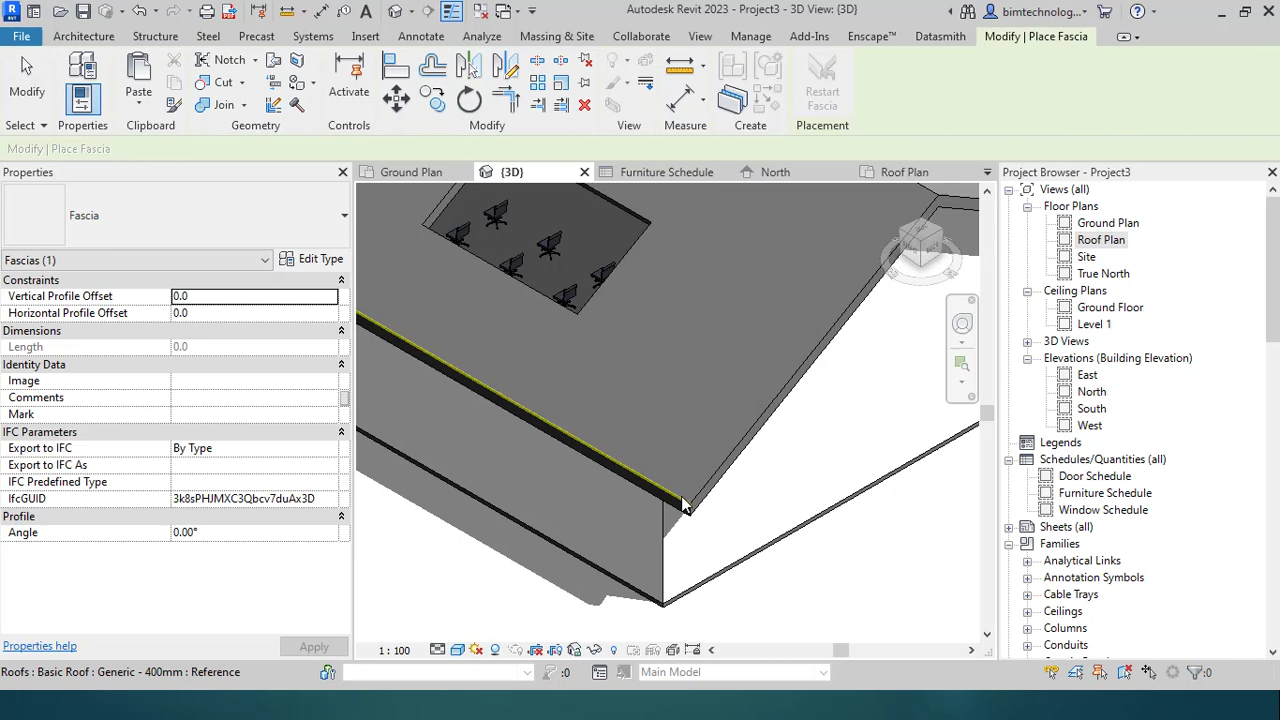 Autodesk Revit 2023 - Project3 - 3D View: {3D}
bimtechnolog...
File Architecture Structure Steel Precast Systems Insert Annotate Analyze Massing & Site Collaborate View Manage Add-Ins Enscape™ Datasmith Modify | Place Fascia
Modify Paste Notch Cut Join Activate Restart Fascia
Select Properties Clipboard Geometry Controls Modify View Measure Create Placement
Modify | Place Fascia
Properties
Ground Plan {3D} Furniture Schedule North Roof Plan
Project Browser - Project3
Fascia
Fascias (1) Edit Type
Constraints
Vertical Profile Offset 0.0
Horizontal Profile Offset 0.0
Dimensions
Length 0.0
Identity Data
Image
Comments
Mark
IFC Parameters
Export to IFC By Type
Export to IFC As
IFC Predefined Type
IfcGUID 3k8sPHJMXC3Qbcv7duAx3D
Profile
Angle 0.00°
Properties help Apply
Views (all)
Floor Plans
Ground Plan
Roof Plan
Site
True North
Ceiling Plans
Ground Floor
Level 1
3D Views
Elevations (Building Elevation)
East
North
South
West
Legends
Schedules/Quantities (all)
Door Schedule
Furniture Schedule
Window Schedule
Sheets (all)
Families
Analytical Links
Annotation Symbols
Cable Trays
Ceilings
Columns
1 : 100
Roofs : Basic Roof : Generic - 400mm : Reference
:0 Main Model :0